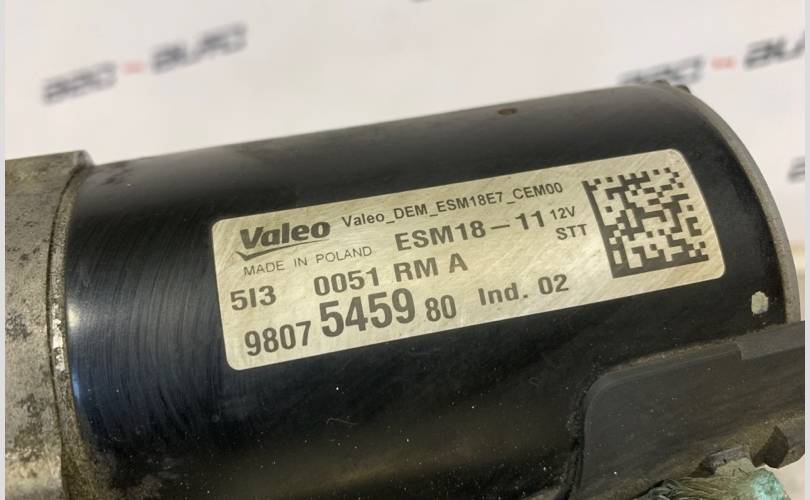 Valeo Valeo_DEM_ESM18E7_CEM00
MADE IN POLAND ESM18-11 12V
STT
5I3 0051 RM A
9807 5459 80 Ind. 02